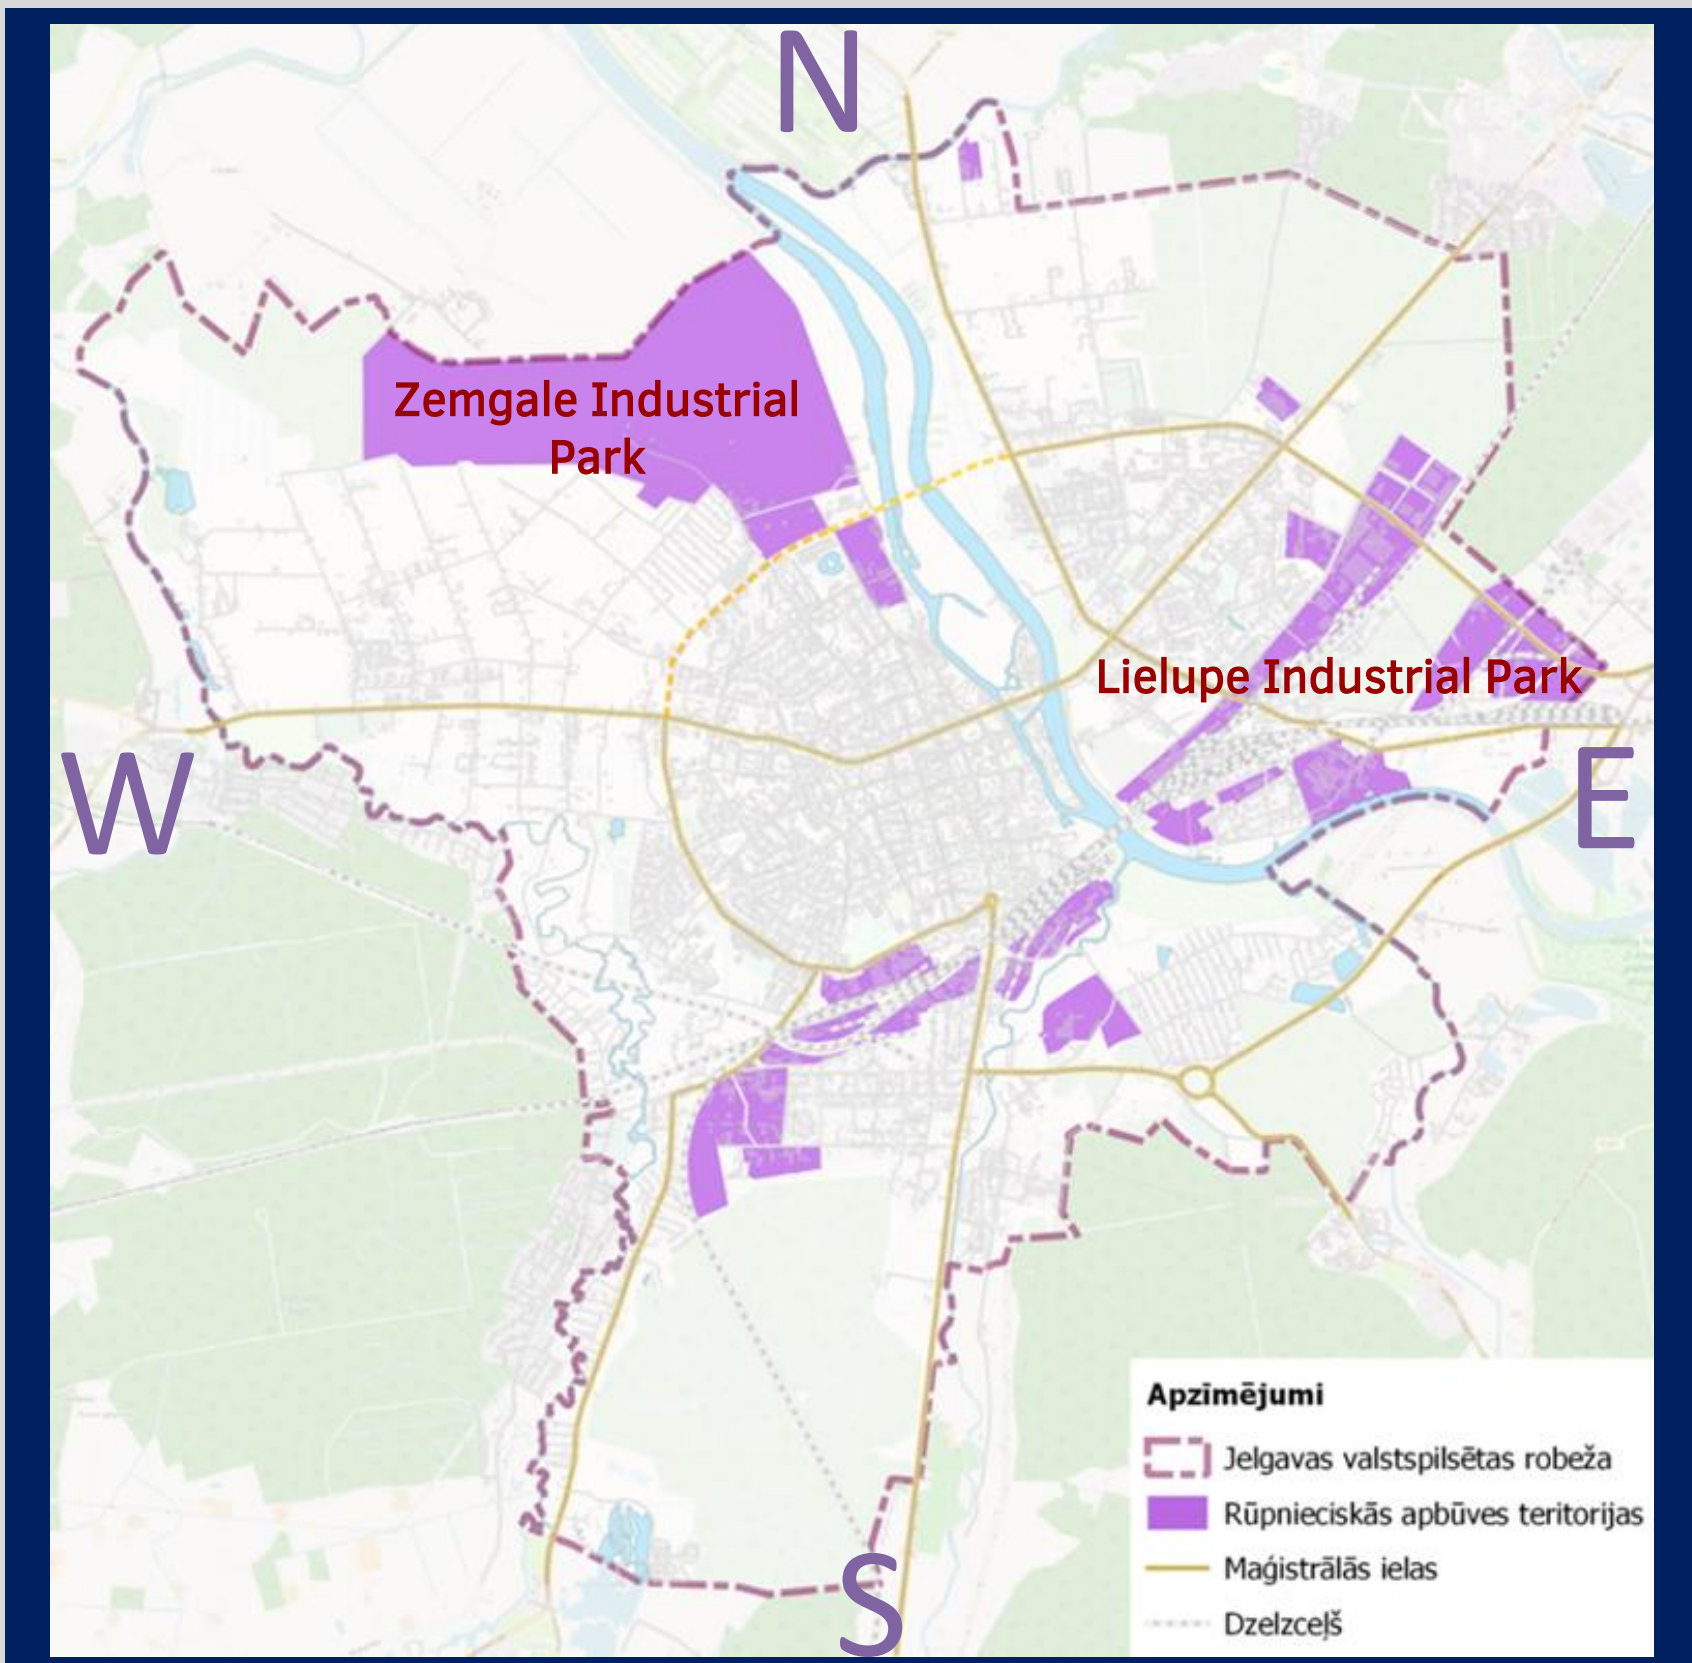 N
Zemgale Industrial
Park
Lielupe Industrial Park
W
E
S
Apzīmējumi
Jelgavas valstspilsētas robeža
Rūpnieciskās apbūves teritorijas
Maģistrālās ielas
Dzelzceļš